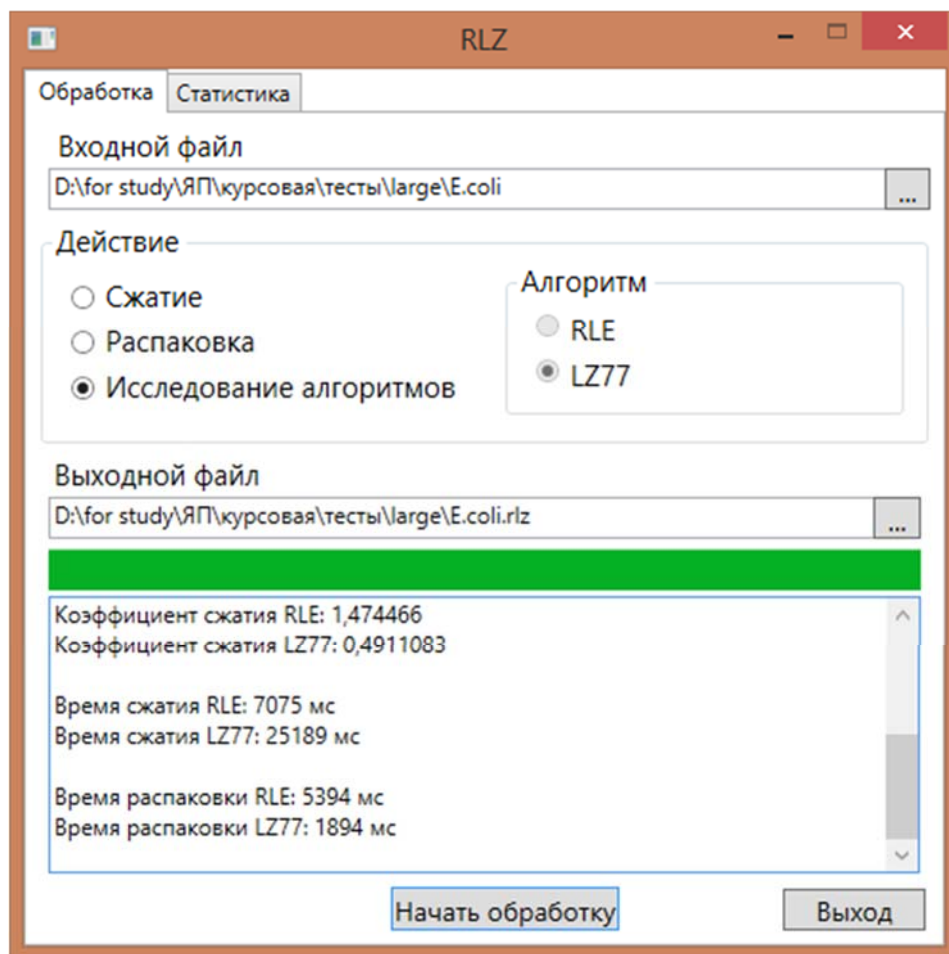 RLZ
Обработка Статистика
Входной файл
D:\for study\ЯП\курсовая\тесты\large\E.coli
...
Действие
Сжатие
Распаковка
Исследование алгоритмов
Алгоритм
RLE
LZ77
Выходной файл
D:\for study\ЯП\курсовая\тесты\large\E.coli.rlz
...
Коэффициент сжатия RLE: 1,474466
Коэффициент сжатия LZ77: 0,4911083
Время сжатия RLE: 7075 мс
Время сжатия LZ77: 25189 мс
Время распаковки RLE: 5394 мс
Время распаковки LZ77: 1894 мс
Начать обработку
Выход